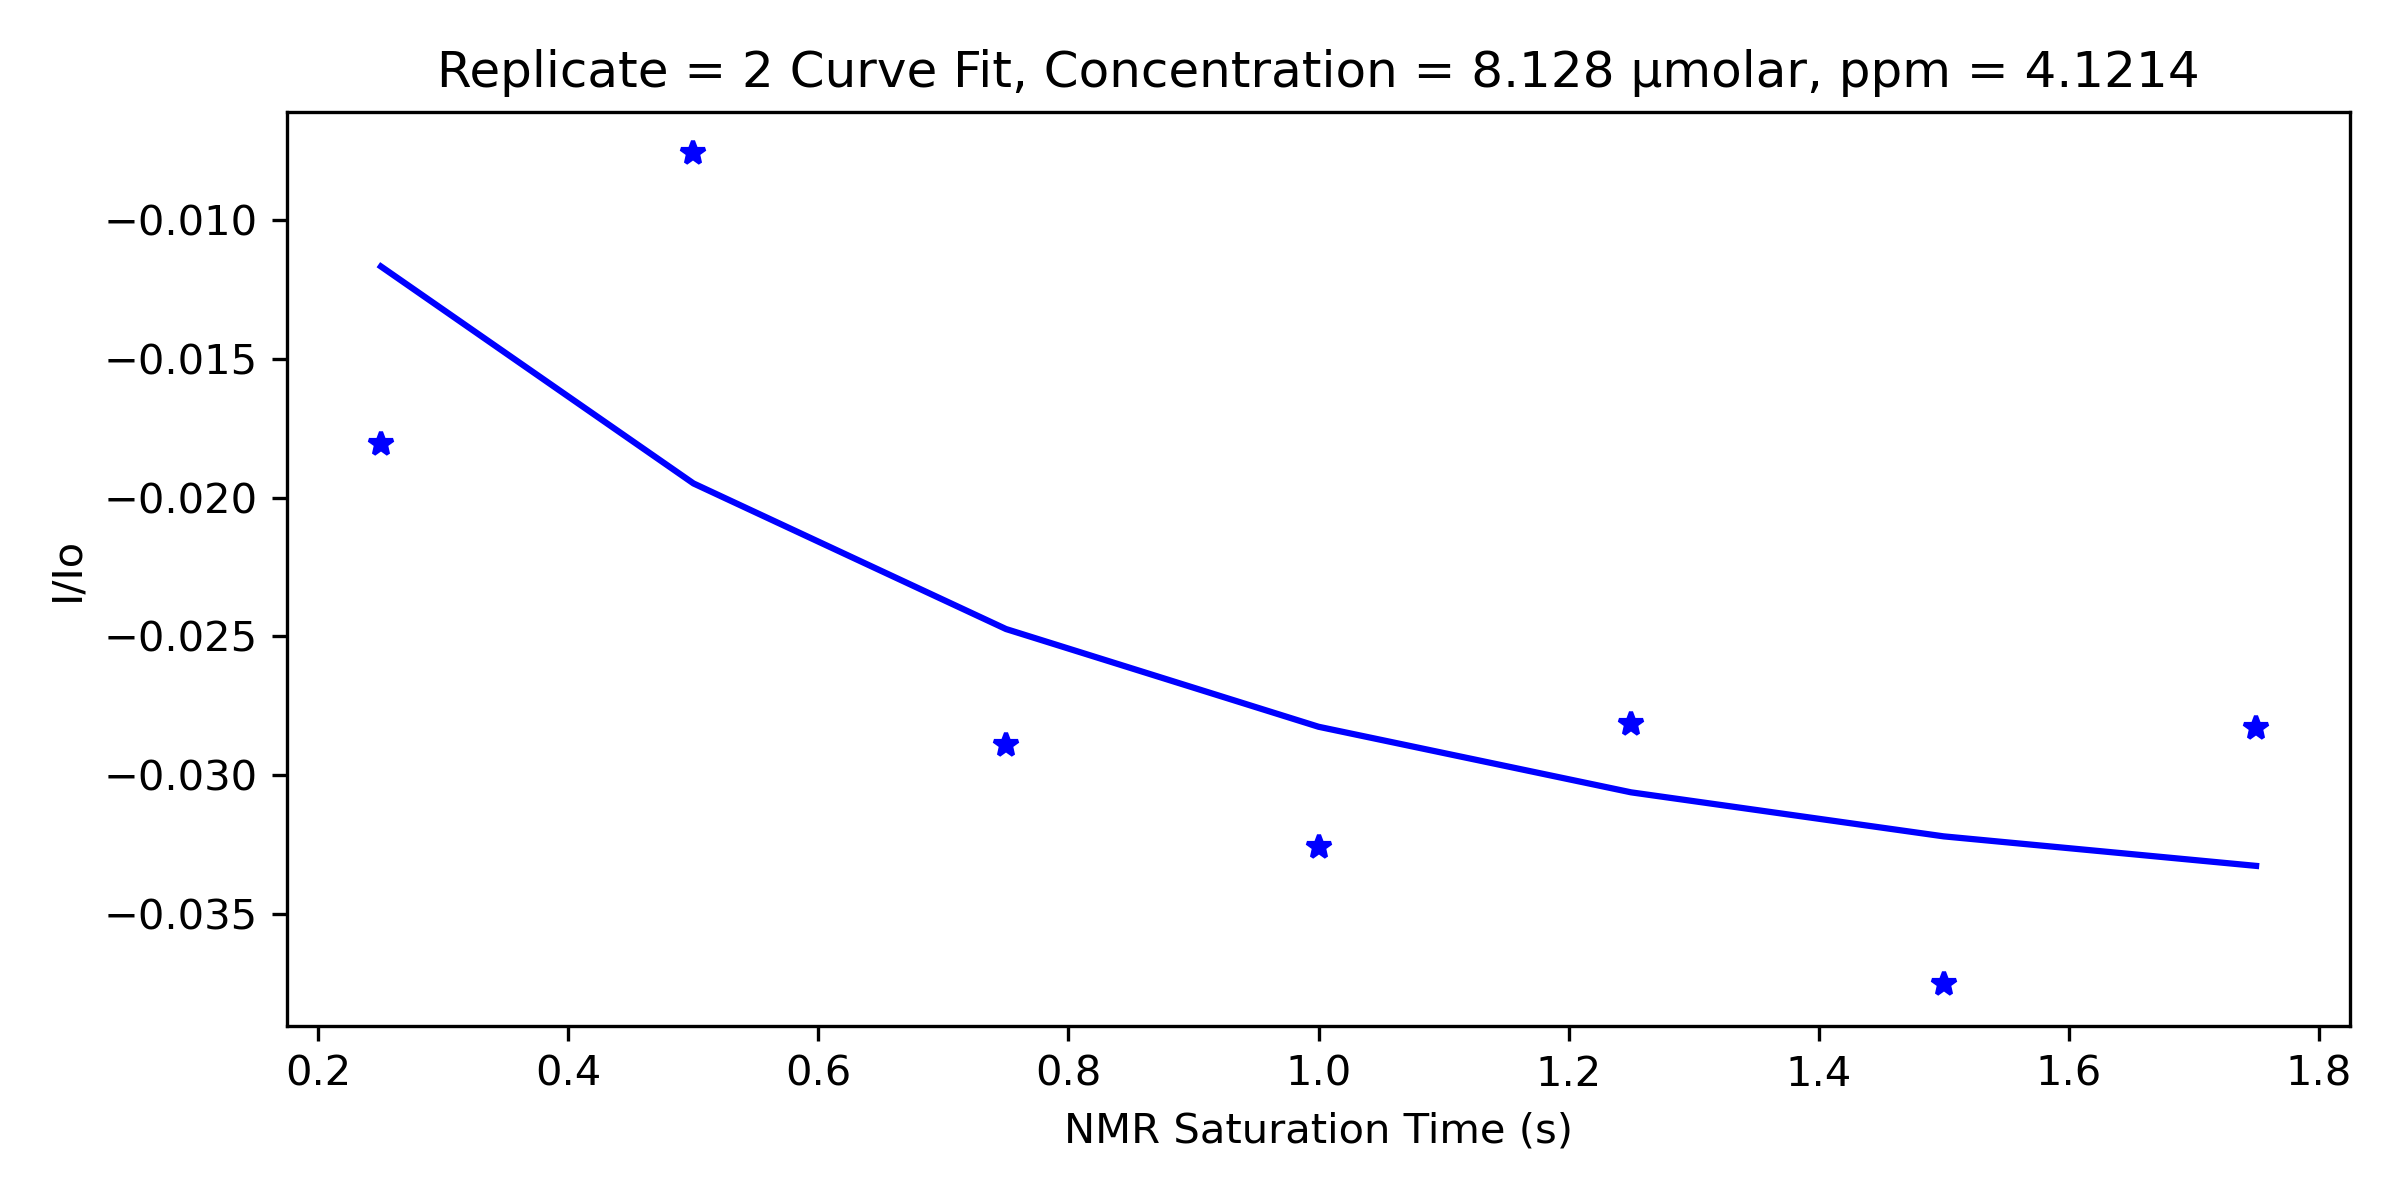 Replicate = 2 Curve Fit, Concentration = 8.128 μmolar, ppm = 4.1214
−0.010
−0.015
−0.020
−0.025
−0.030
−0.035
I/Io
0.2 0.4 0.6 0.8 1.0 1.2 1.4 1.6 1.8
NMR Saturation Time (s)